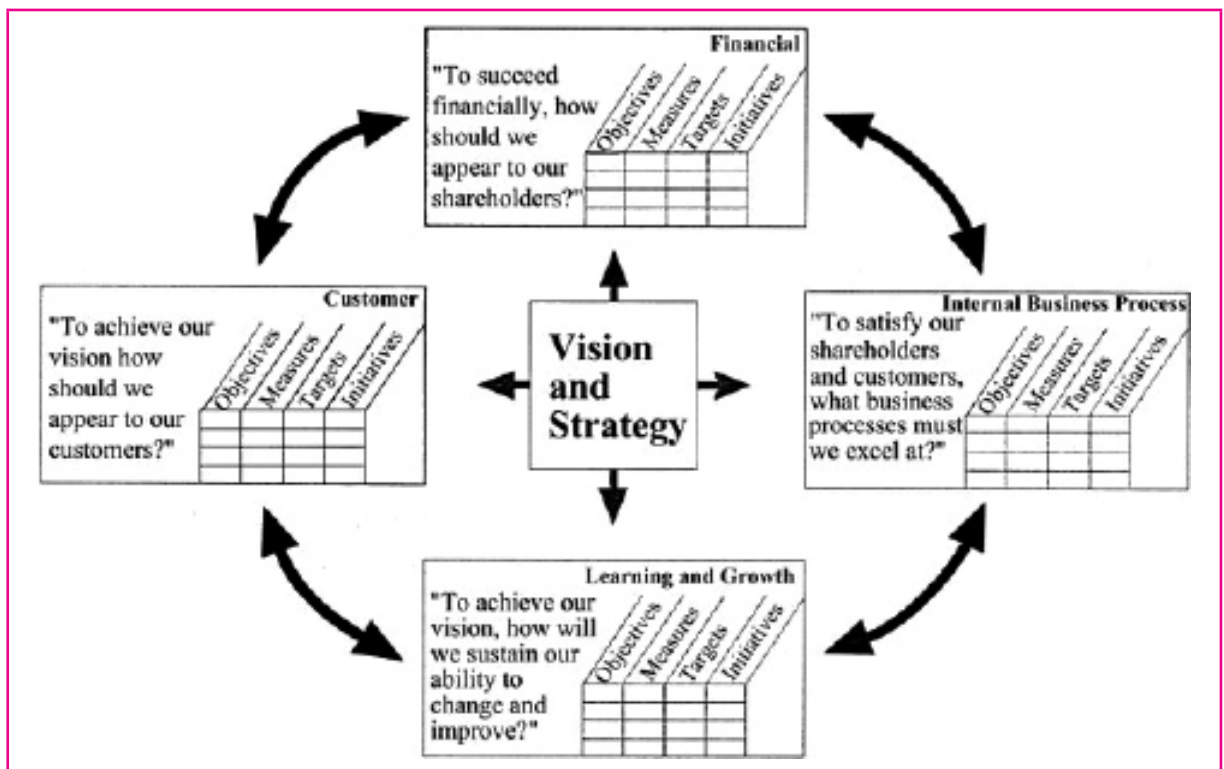 Financial
"To succeed
financially, how
should we
appear to our
shareholders?"
Objectives
Measures
Targets
Initiatives
Customer
"To achieve our
vision how
should we
appear to our
customers?"
Objectives
Measures
Targets
Initiatives
Vision
and
Strategy
Internal Business Process
"To satisfy our
shareholders
and customers,
what business
processes must
we excel at?"
Objectives
Measures
Targets
Initiatives
Learning and Growth
"To achieve our
vision, how will
we sustain our
ability to
change and
improve?"
Objectives
Measures
Targets
Initiatives